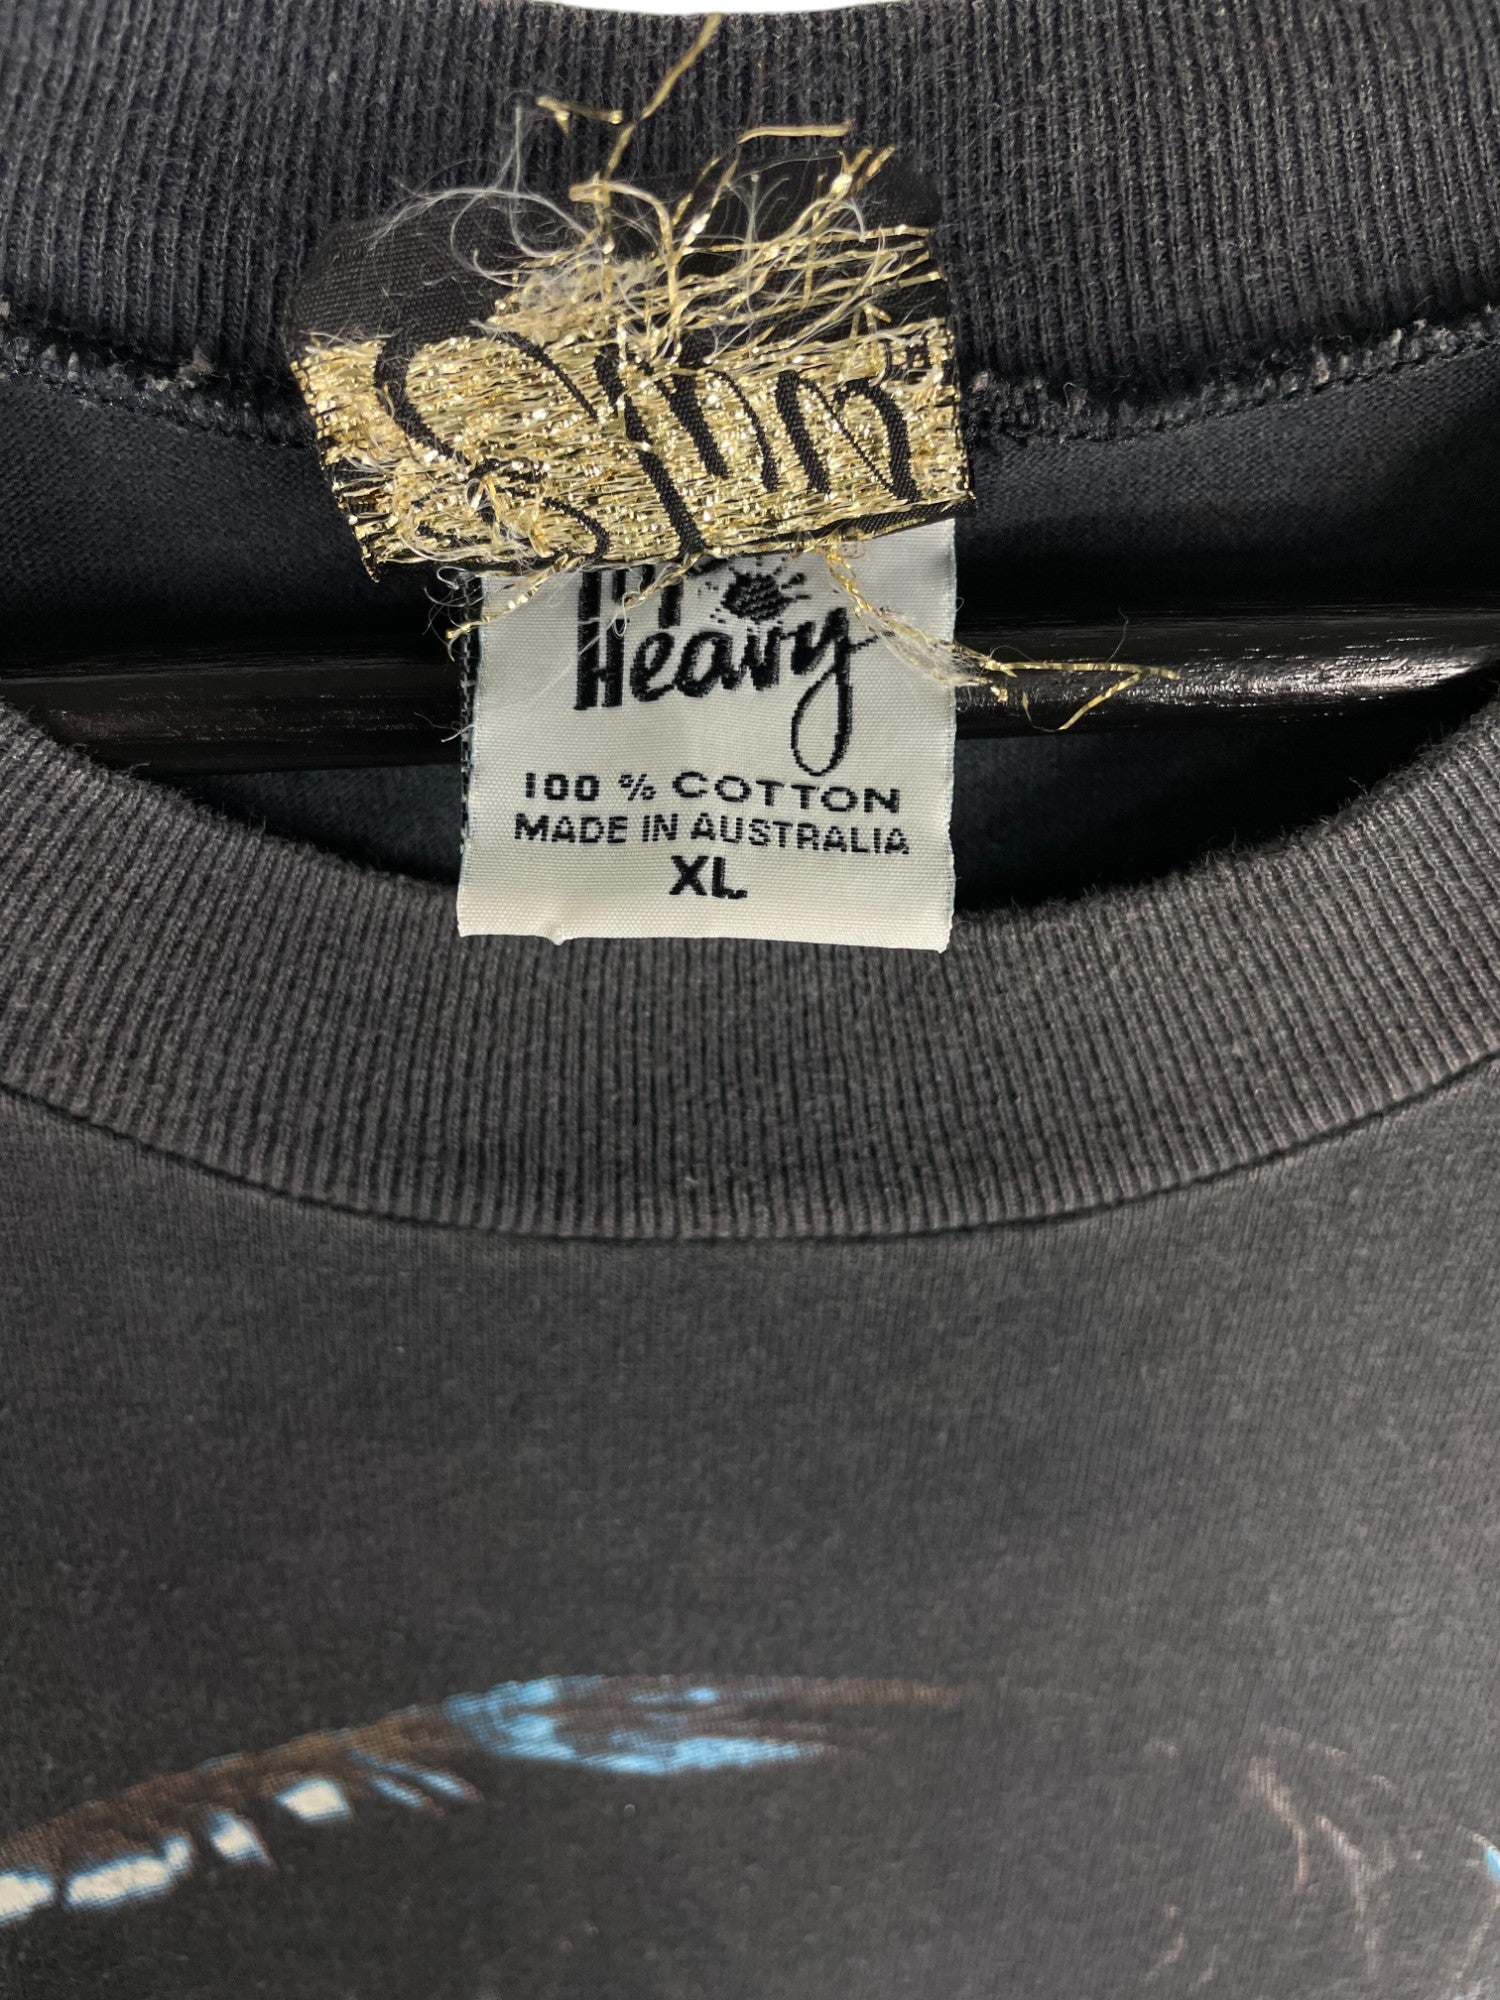 Heavy
100 % COTTON
MADE IN AUSTRALIA
XL